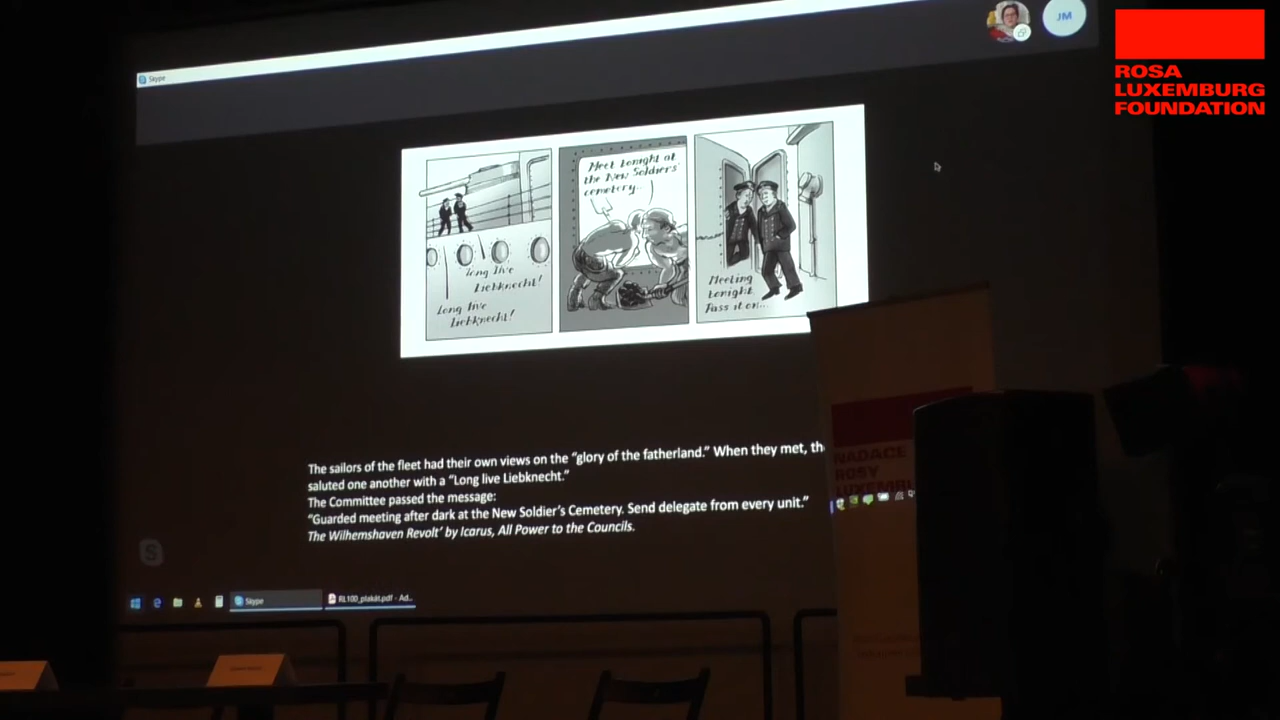 Skype
JM
ROSA
LUXEMBURG
FOUNDATION
long live
Liebknecht!
Long live
Liebknecht!
Meet tonight at
the New Soldiers'
cemetery..
Meeting
tonight.
Pass it on...
The sailors of the fleet had their own views on the “glory of the fatherland.” When they met, th
saluted one another with a “Long live Liebknecht.”
The Committee passed the message:
“Guarded meeting after dark at the New Soldier’s Cemetery. Send delegate from every unit.”
The Wilhemshaven Revolt’ by Icarus, All Power to the Councils.
NADACE
ROSY
LUXEMBU
Skype
RL100_plakát.pdf - Ad...